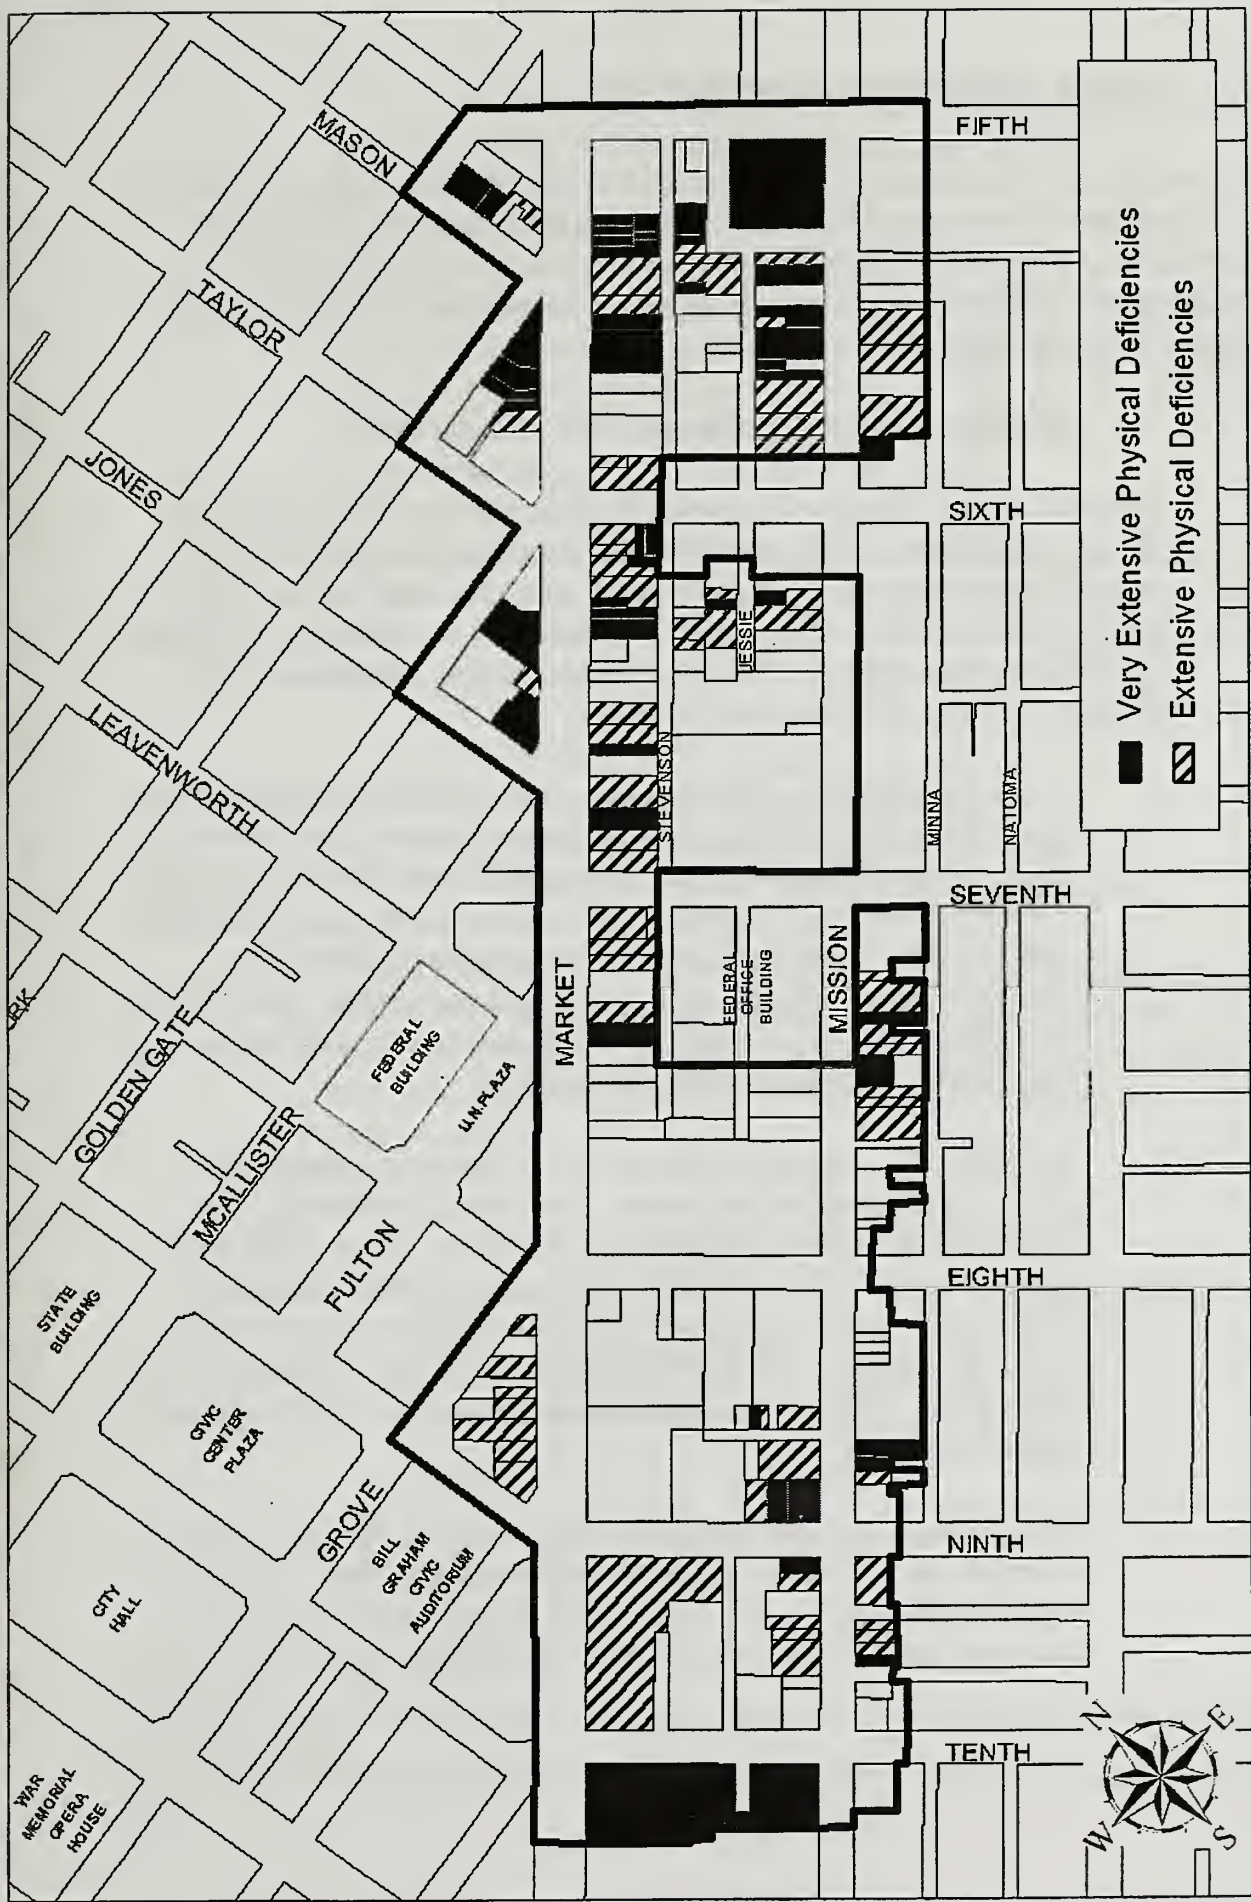 MASON
TAYLOR
JONES
LEAVENWORTH
GOLDEN GATE
MCALLISTER
FULTON
GROVE
MARKET
STEVENSON
JESSIE
MISSION
MINNA
NATOMA
FIFTH
SIXTH
SEVENTH
EIGHTH
NINTH
TENTH
FEDERAL
BUILDING
U.N. PLAZA
FEDERAL
OFFICE
BUILDING
STATE
BUILDING
CIVIC
CENTER
PLAZA
CITY
HALL
BILL
GRAHAM
CIVIC
AUDITORIUM
WAR
MEMORIAL
OPERA
HOUSE
Very Extensive Physical Deficiencies
Extensive Physical Deficiencies
N
E
S
W